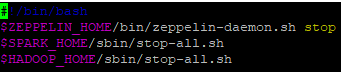 # /bin/bash
$ZEPPELIN_HOME/bin/zeppelin-daemon.sh stop
$SPARK_HOME/sbin/stop-all.sh
$HADOOP_HOME/sbin/stop-all.sh